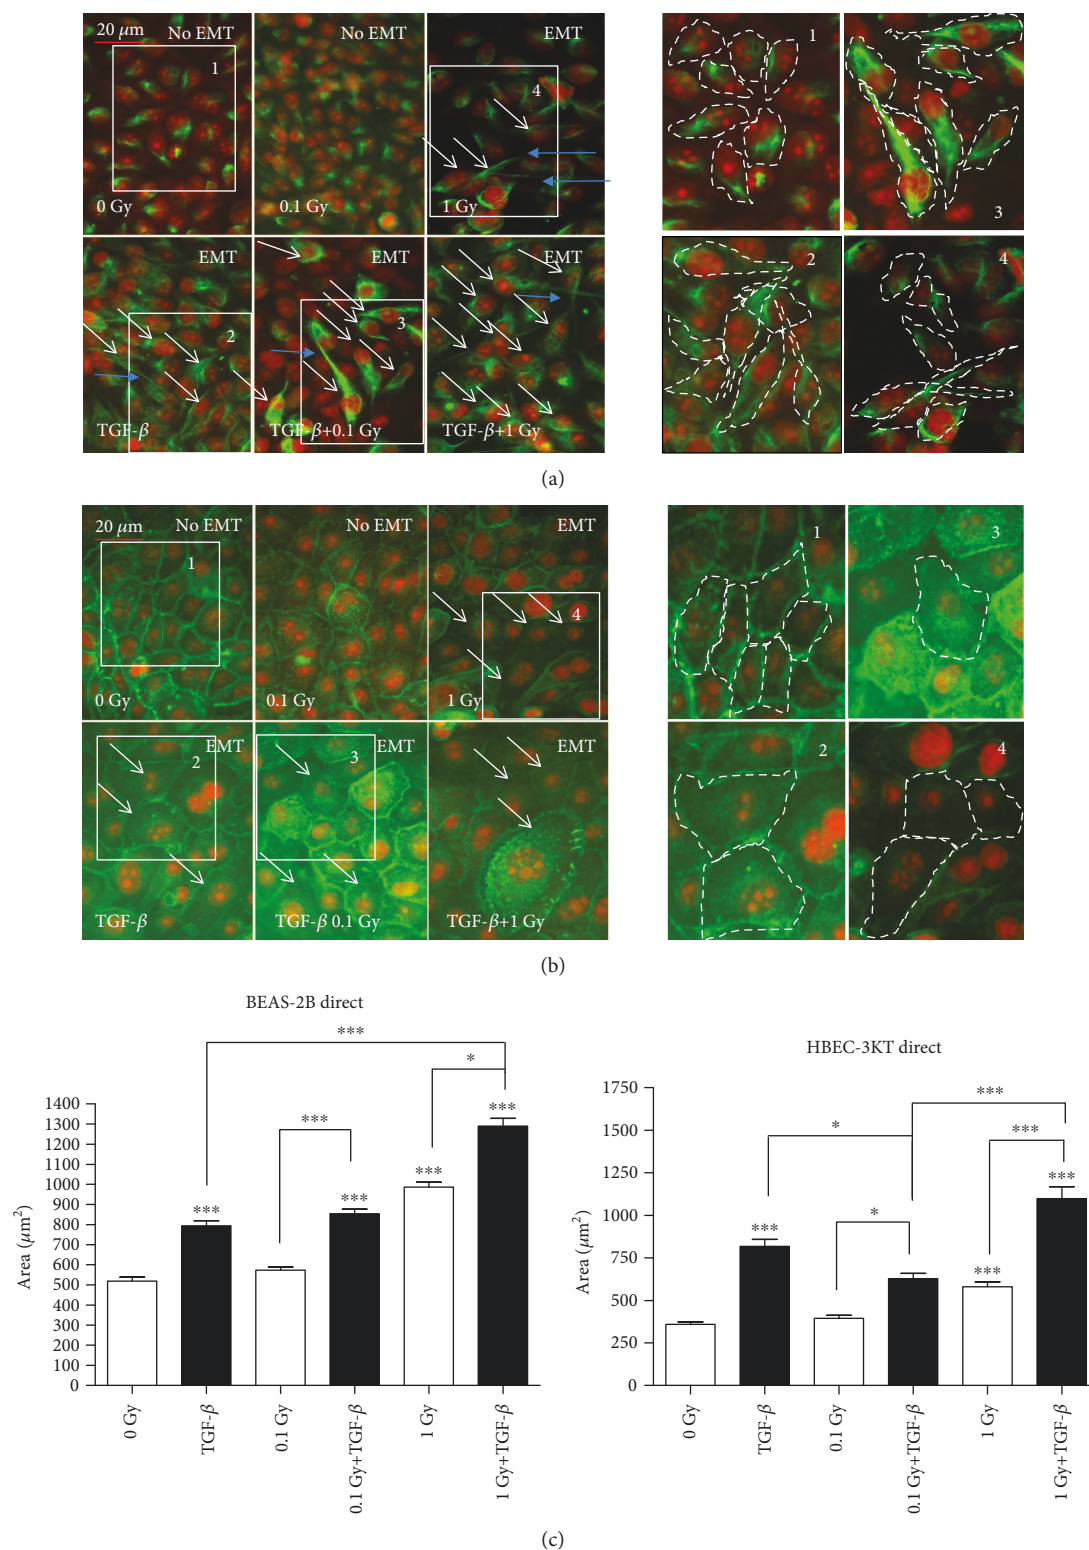 20 μm
No EMT
No EMT
EMT
1
4
0 Gy
0.1 Gy
1 Gy
EMT
EMT
EMT
2
3
TGF-β
TGF-β+0.1 Gy
TGF-β+1 Gy
1
3
2
4
(a)
20 μm
No EMT
No EMT
EMT
1
4
0 Gy
0.1 Gy
1 Gy
EMT
EMT
EMT
2
3
TGF-β
TGF-β 0.1 Gy
TGF-β+1 Gy
1
3
2
4
(b)
BEAS-2B direct
***
*
***
***
***
***
***
1400
1300
1200
1100
1000
900
800
700
600
500
400
300
200
100
0
Area (μm²)
0 Gy
TGF-β
0.1 Gy
0.1 Gy+TGF-β
1 Gy
1 Gy+TGF-β
HBEC-3KT direct
***
*
***
***
*
***
***
1750
1500
1250
1000
750
500
250
0
Area (μm²)
0 Gy
TGF-β
0.1 Gy
0.1 Gy+TGF-β
1 Gy
1 Gy+TGF-β
(c)